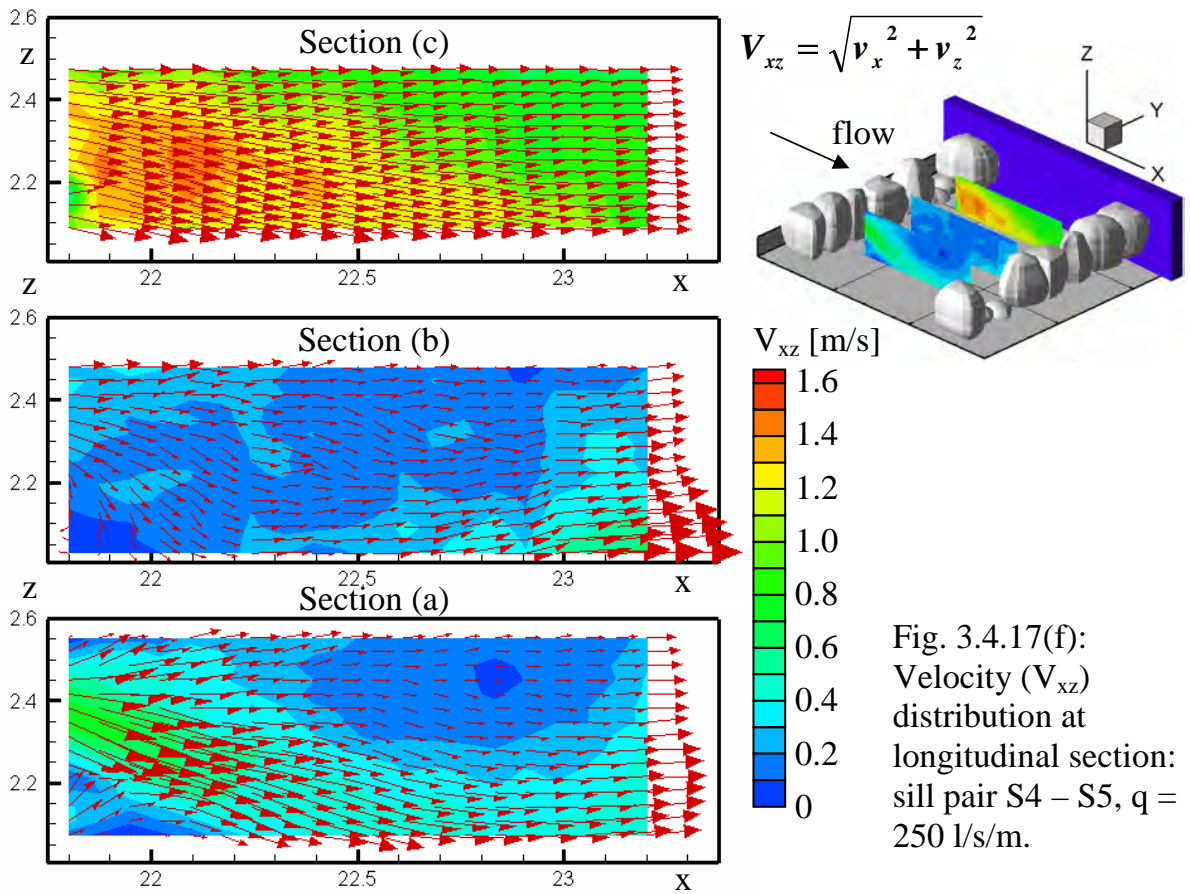 2.6
z
2.4
2.2
Section (c)
22
22.5
23
x
z
2.6
2.4
2.2
Section (b)
22
22.5
23
x
z
2.6
2.4
2.2
Section (a)
22
22.5
23
x
V_xz = √(v_x² + v_z²)
flow
Z
Y
X
V_xz [m/s]
1.6
1.4
1.2
1.0
0.8
0.6
0.4
0.2
0
Fig. 3.4.17(f):
Velocity (V_xz)
distribution at
longitudinal section:
sill pair S4 – S5, q =
250 l/s/m.